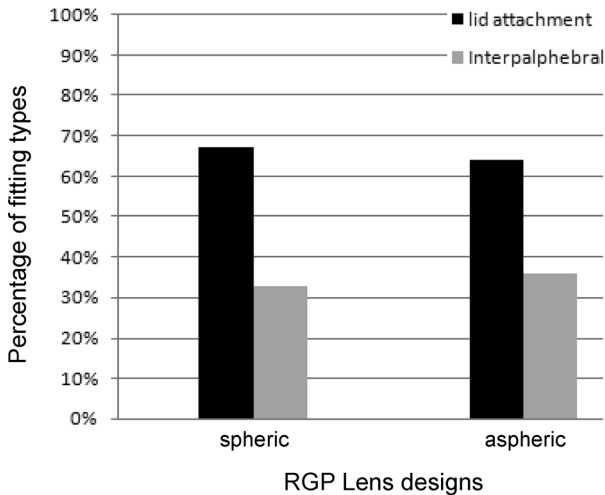 100%
90%
80%
70%
60%
50%
40%
30%
20%
10%
0%
Percentage of fitting types
lid attachment
Interpalphebral
spheric
aspheric
RGP Lens designs